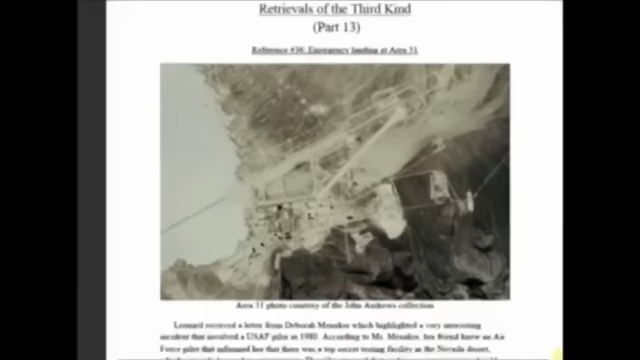 Retrievals of the Third Kind
(Part 13)
Reference #36: Emergency landing at Area 51
Area 51 photo courtesy of the John Andrews collection
Leonard received a letter from Deborah which highlighted a very interesting
incident that involved a USAF pilot in 1980. According to Ms. her friend knew an Air
Force pilot that informed her that there was a top secret testing facility in the Nevada desert,